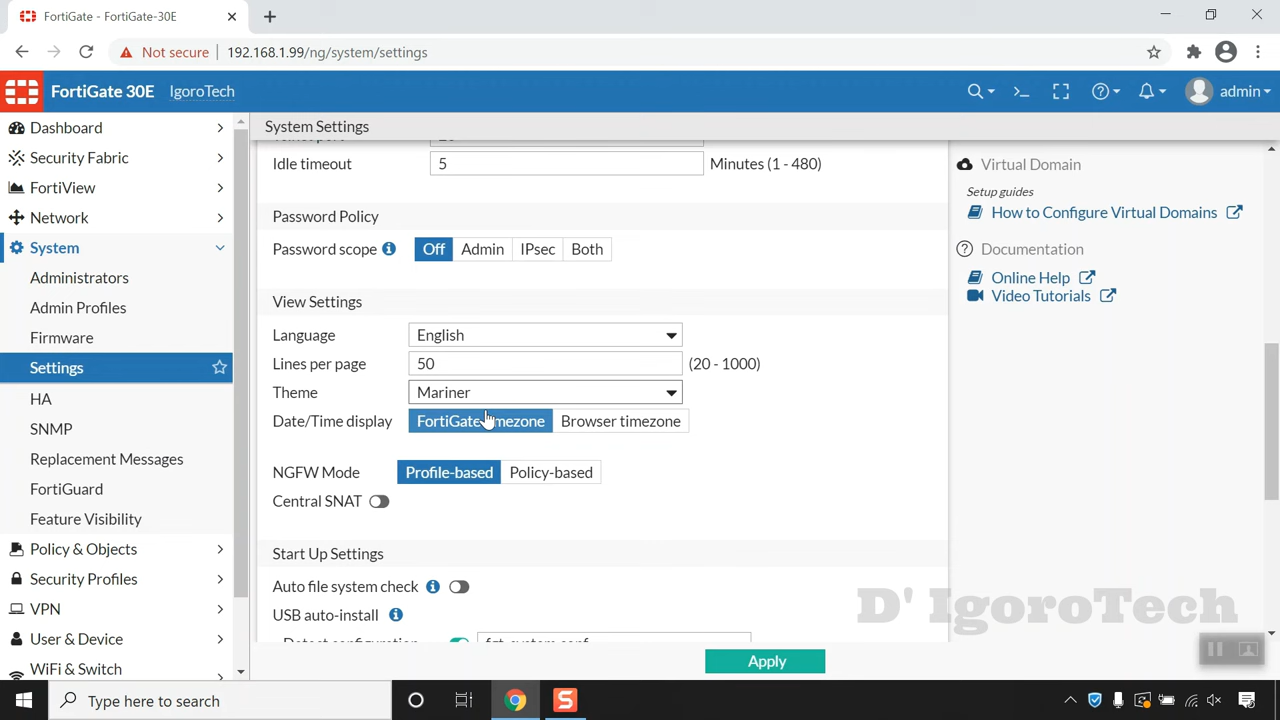 FortiGate - FortiGate-30E
Not secure 192.168.1.99/ng/system/settings
FortiGate 30E IgoroTech admin
Dashboard
Security Fabric
FortiView
Network
System
Administrators
Admin Profiles
Firmware
Settings
HA
SNMP
Replacement Messages
FortiGuard
Feature Visibility
Policy & Objects
Security Profiles
VPN
User & Device
WiFi & Switch
System Settings
Idle timeout 5 Minutes (1 - 480)
Password Policy
Password scope Off Admin IPsec Both
View Settings
Language English
Lines per page 50 (20 - 1000)
Theme Mariner
Date/Time display FortiGate timezone Browser timezone
NGFW Mode Profile-based Policy-based
Central SNAT
Start Up Settings
Auto file system check
USB auto-install
Detect configuration
Apply
Virtual Domain
Setup guides
How to Configure Virtual Domains
Documentation
Online Help
Video Tutorials
D' IgoroTech
Type here to search